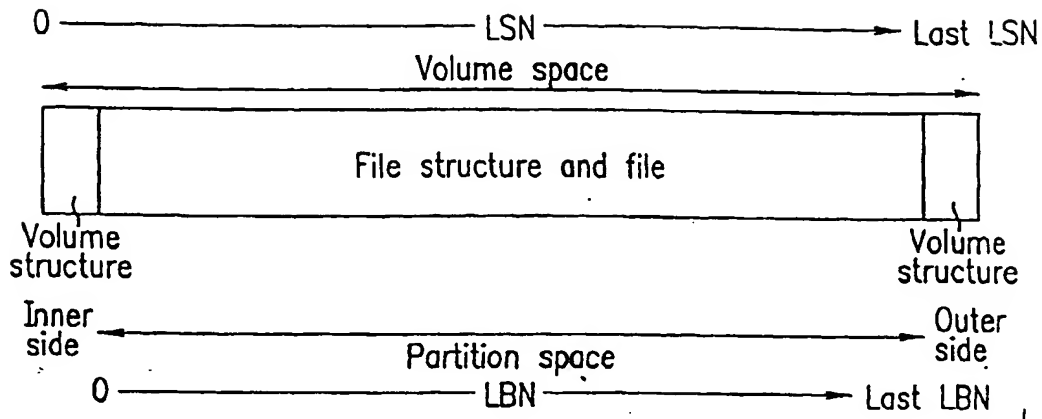 0 LSN Last LSN
Volume space
File structure and file
Volume structure
Volume structure
Inner side
Outer side
Partition space
0 LBN Last LBN